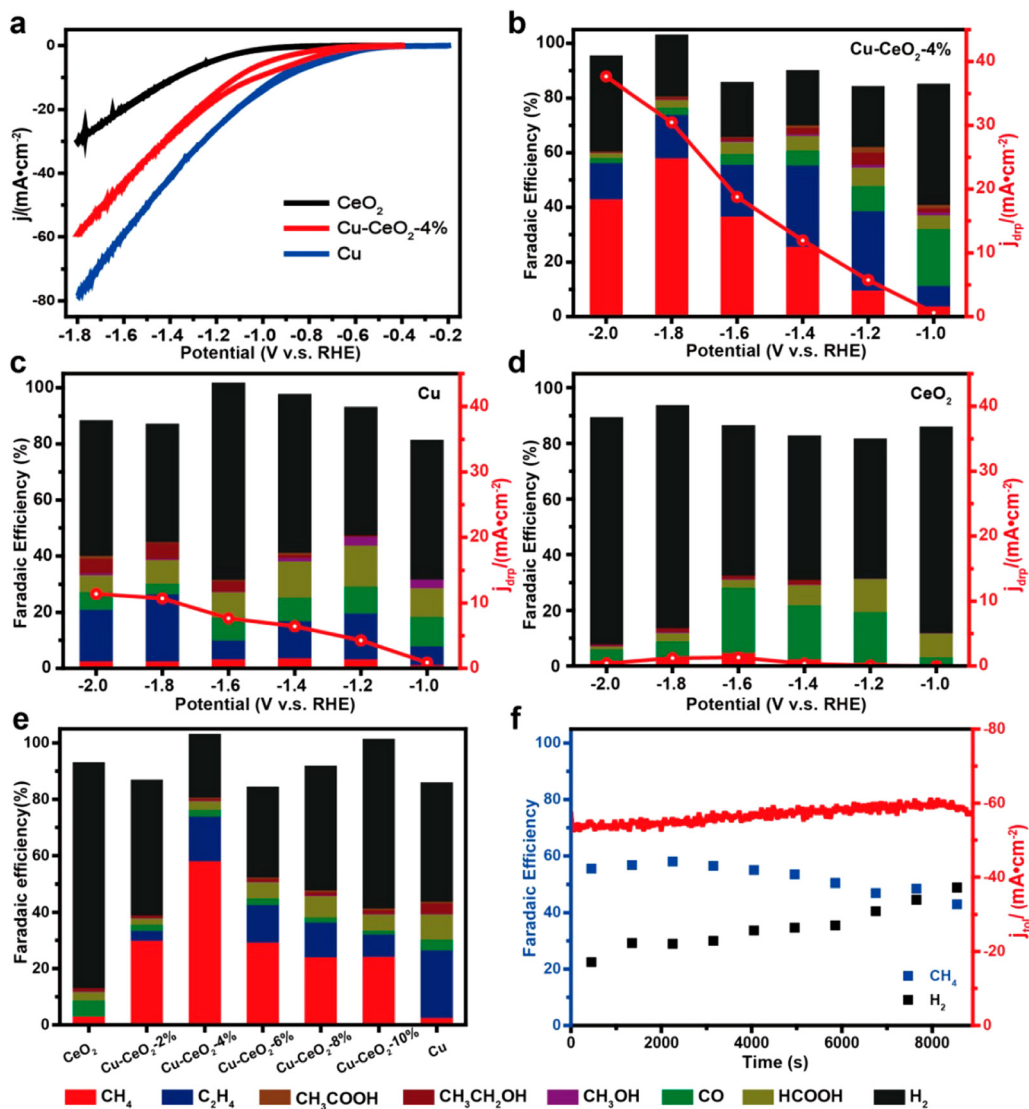 a
0
-20
-40
-60
-80
j/(mA•cm-2)
CeO2
Cu-CeO2-4%
Cu
-1.8 -1.6 -1.4 -1.2 -1.0 -0.8 -0.6 -0.4 -0.2
Potential (V v.s. RHE)
b
Cu-CeO2-4%
100
80
60
40
20
0
Faradaic Efficiency (%)
40
30
20
10
0
jdrp/(mA•cm-2)
-2.0 -1.8 -1.6 -1.4 -1.2 -1.0
Potential (V v.s. RHE)
c
Cu
100
80
60
40
20
0
Faradaic Efficiency (%)
40
30
20
10
0
jdrp/(mA•cm-2)
-2.0 -1.8 -1.6 -1.4 -1.2 -1.0
Potential (V v.s. RHE)
d
CeO2
100
80
60
40
20
0
Faradaic Efficiency (%)
40
30
20
10
0
jdrp/(mA•cm-2)
-2.0 -1.8 -1.6 -1.4 -1.2 -1.0
Potential (V v.s. RHE)
e
100
80
60
40
20
0
Faradaic efficiency(%)
CeO2 Cu-CeO2-2% Cu-CeO2-4% Cu-CeO2-6% Cu-CeO2-8% Cu-CeO2-10% Cu
f
100
80
60
40
20
0
Faradaic Efficiency
-80
-60
-40
-20
0
jtol/(mA•cm-2)
CH4
H2
0 2000 4000 6000 8000
Time (s)
CH4 C2H4 CH3COOH CH3CH2OH CH3OH CO HCOOH H2